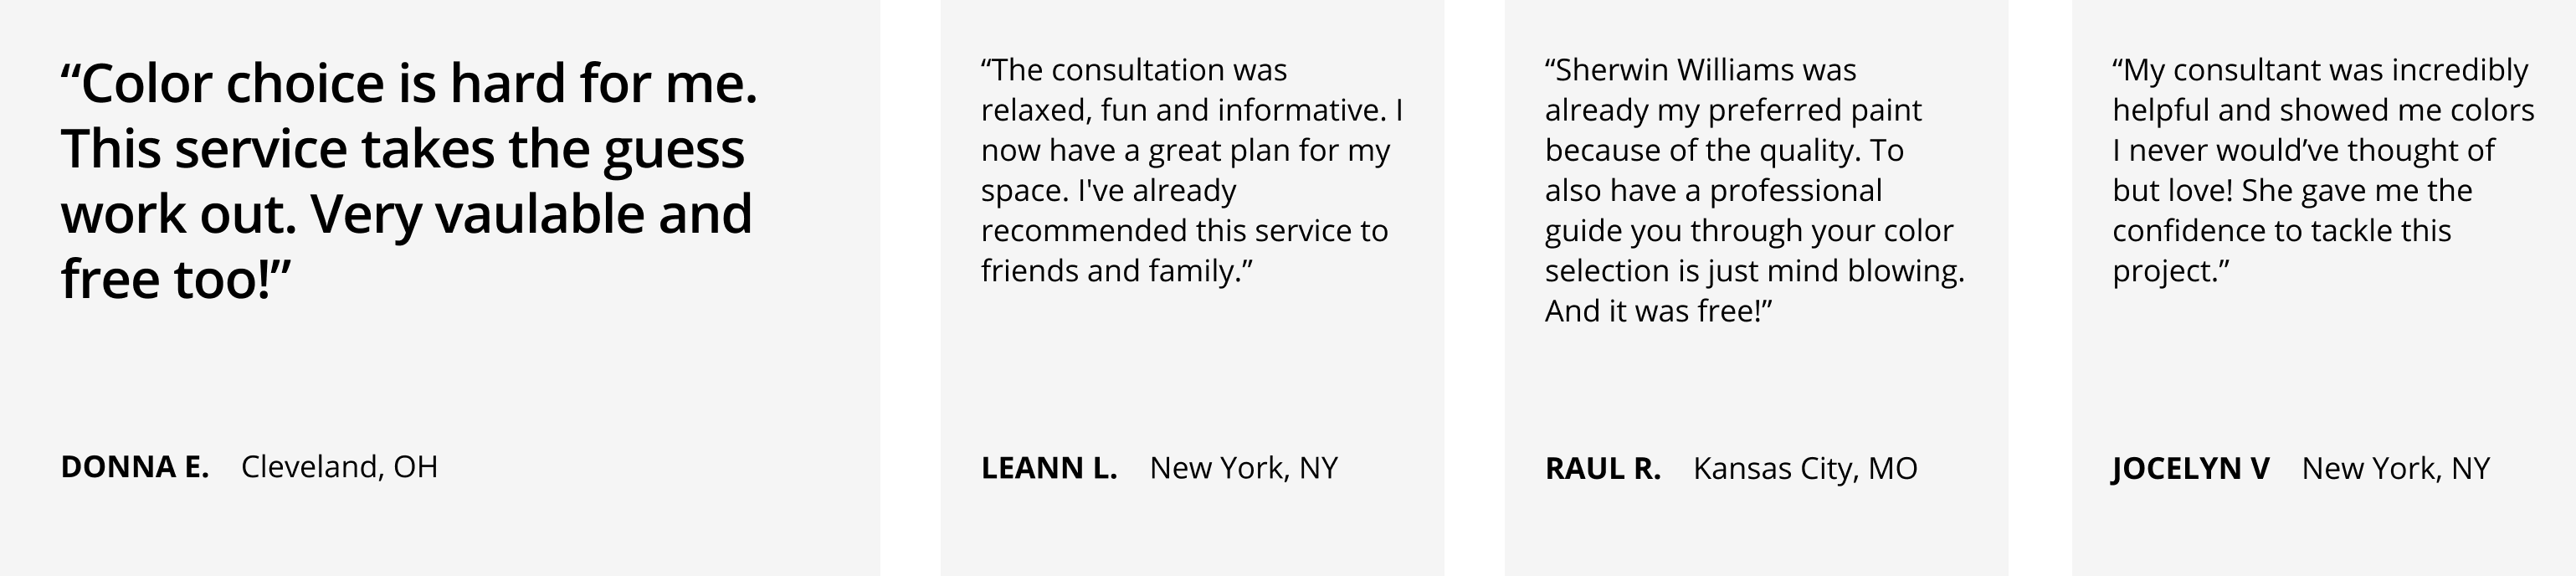 “Color choice is hard for me.
This service takes the guess
work out. Very vaulable and
free too!”
DONNA E. Cleveland, OH
“The consultation was
relaxed, fun and informative. I
now have a great plan for my
space. I've already
recommended this service to
friends and family.”
LEANN L. New York, NY
“Sherwin Williams was
already my preferred paint
because of the quality. To
also have a professional
guide you through your color
selection is just mind blowing.
And it was free!”
RAUL R. Kansas City, MO
“My consultant was incredibly
helpful and showed me colors
I never would’ve thought of
but love! She gave me the
confidence to tackle this
project.”
JOCELYN V New York, NY